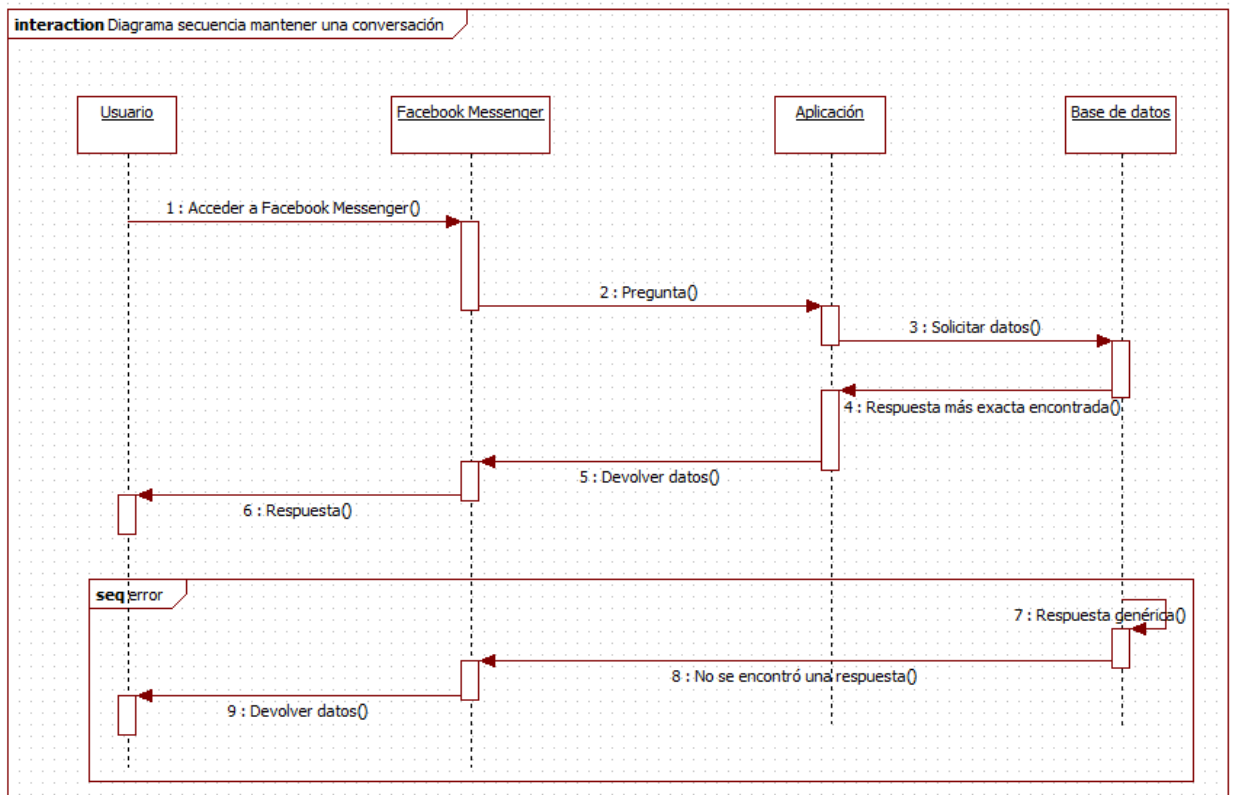 interaction Diagrama secuencia mantener una conversación
Usuario
Facebook Messenger
Aplicación
Base de datos
1 : Acceder a Facebook Messenger()
2 : Pregunta()
3 : Solicitar datos()
4 : Respuesta más exacta encontrada()
5 : Devolver datos()
6 : Respuesta()
seq error
7 : Respuesta genérica()
8 : No se encontró una respuesta()
9 : Devolver datos()